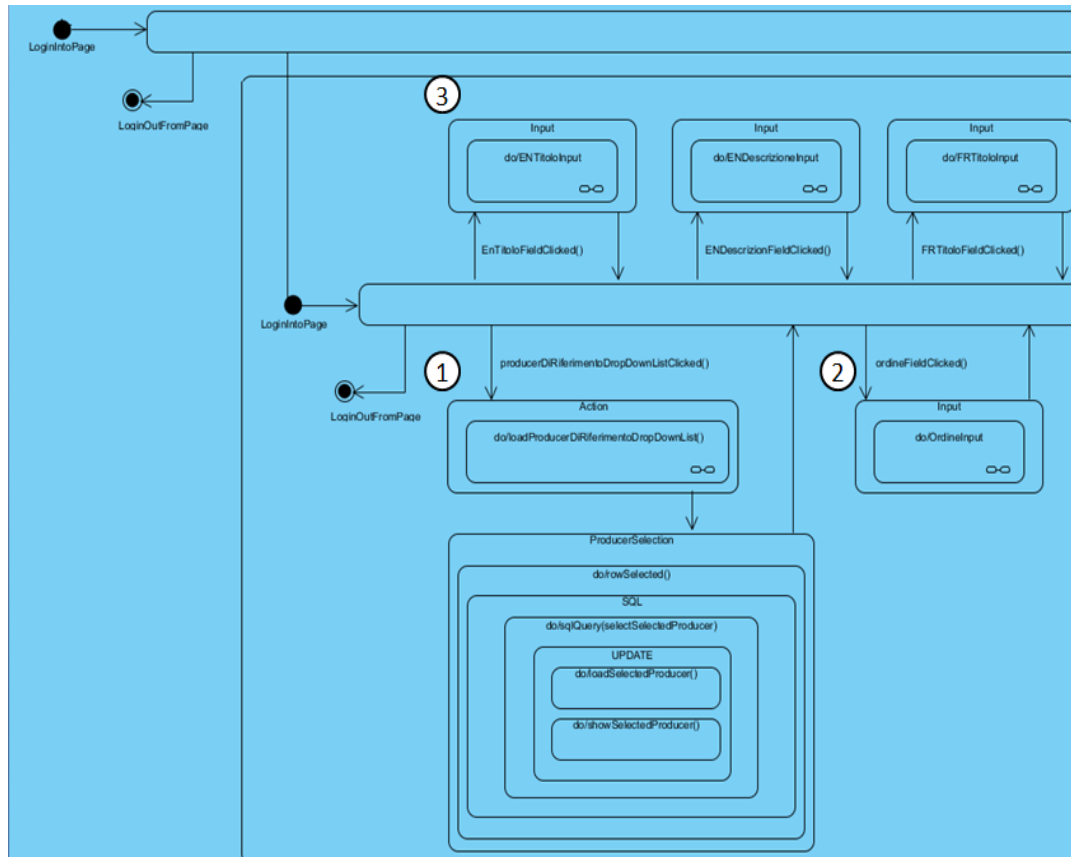 LoginIntoPage
LoginOutFromPage
3
Input
do/ENTitoloInput
Input
do/ENDescrizioneInput
Input
do/FRTitoloInput
EnTitoloFieldClicked()
ENDescrizionFieldClicked()
FRTitoloFieldClicked()
LoginIntoPage
LoginOutFromPage
1
producerDiRiferimentoDropDownListClicked()
2
ordineFieldClicked()
Action
do/loadProducerDiRiferimentoDropDownList()
Input
do/OrdineInput
ProducerSelection
do/rowSelected()
SQL
do/sqlQuery(selectSelectedProducer)
UPDATE
do/loadSelectedProducer()
do/showSelectedProducer()